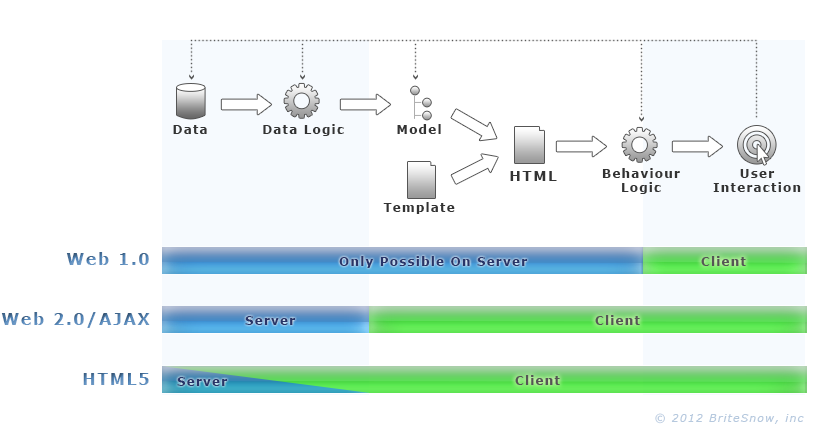 Data
Data Logic
Model
Template
HTML
Behaviour
Logic
User
Interaction
Web 1.0
Only Possible On Server
Client
Web 2.0/AJAX
Server
Client
HTML5
Server
Client
© 2012 BriteSnow, inc